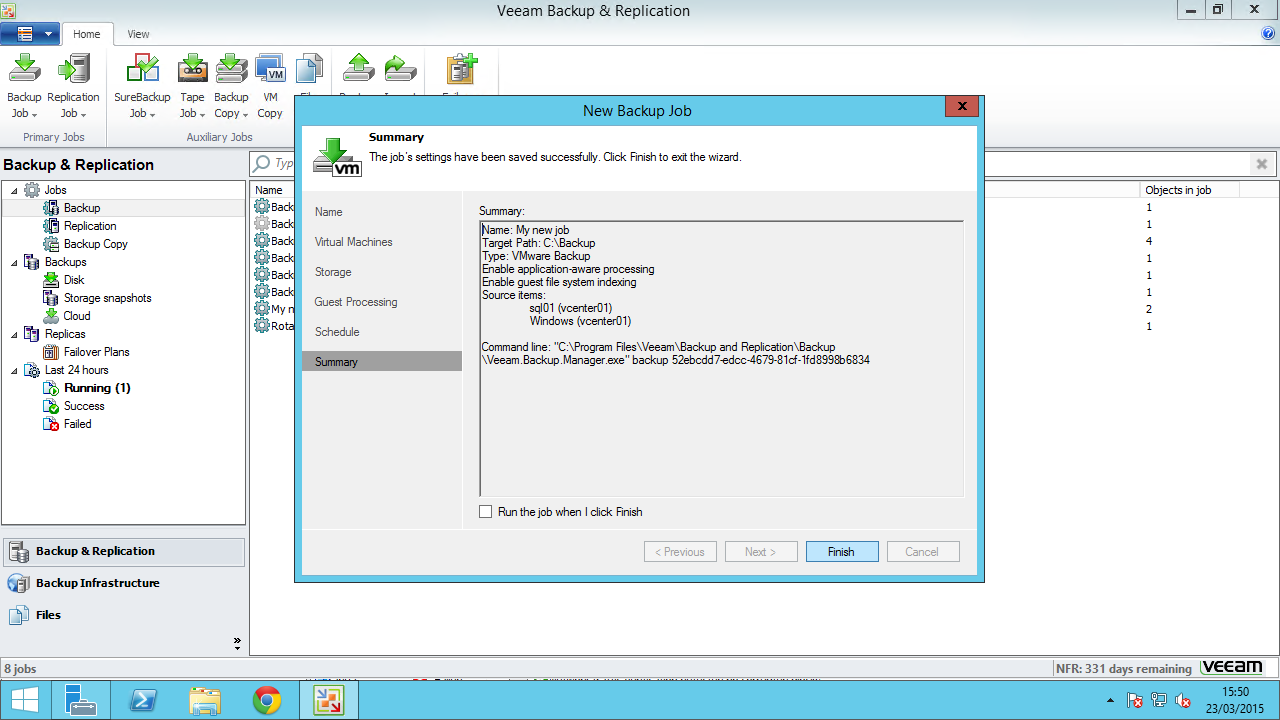 Veeam Backup & Replication
Home
View
Backup Job
Replication Job
SureBackup Job
Tape Job
Backup Copy
VM
VM Copy
Primary Jobs
Auxiliary Jobs
Backup & Replication
Jobs
Backup
Replication
Backup Copy
Backups
Disk
Storage snapshots
Cloud
Replicas
Failover Plans
Last 24 hours
Running (1)
Success
Failed
Backup & Replication
Backup Infrastructure
Files
Name
Objects in job
Back
1
Back
1
Back
4
Back
1
Back
1
Back
1
My n
2
Rota
1
New Backup Job
Summary
The job's settings have been saved successfully. Click Finish to exit the wizard.
vm
Name
Virtual Machines
Storage
Guest Processing
Schedule
Summary
Summary:
Name: My new job
Target Path: C:\Backup
Type: VMware Backup
Enable application-aware processing
Enable guest file system indexing
Source items:
sql01 (vcenter01)
Windows (vcenter01)
Command line: "C:\Program Files\Veeam\Backup and Replication\Backup
\Veeam.Backup.Manager.exe" backup 52ebcdd7-edcc-4679-81cf-1fd8998b6834
Run the job when I click Finish
< Previous
Next >
Finish
Cancel
8 jobs
NFR: 331 days remaining
veeam
15:50
23/03/2015